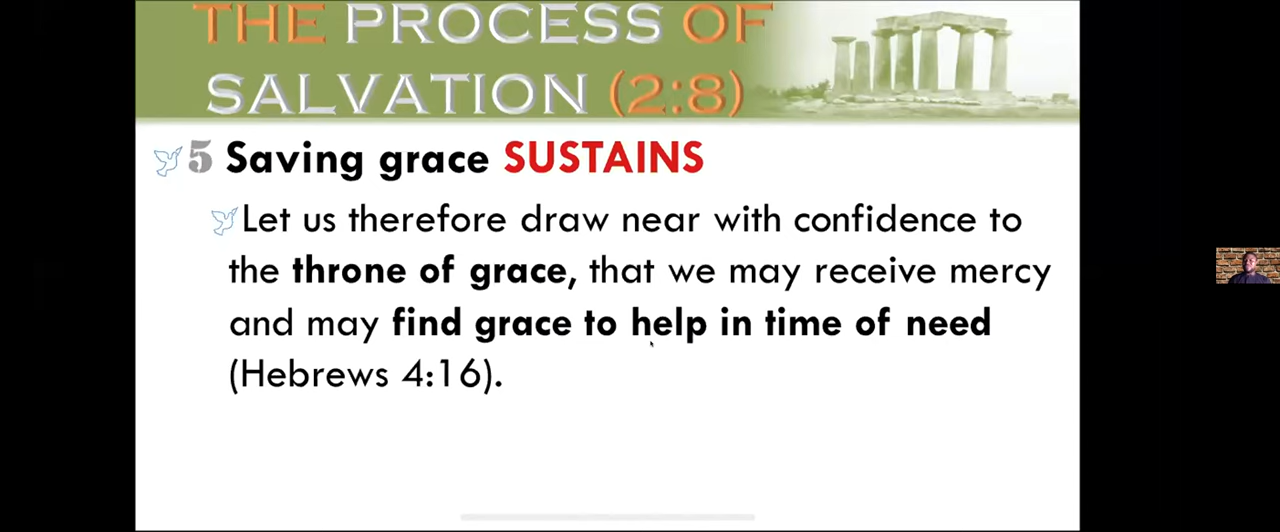 THE PROCESS OF
SALVATION (2:8)
5 Saving grace SUSTAINS
Let us therefore draw near with confidence to
the throne of grace, that we may receive mercy
and may find grace to help in time of need
(Hebrews 4:16).